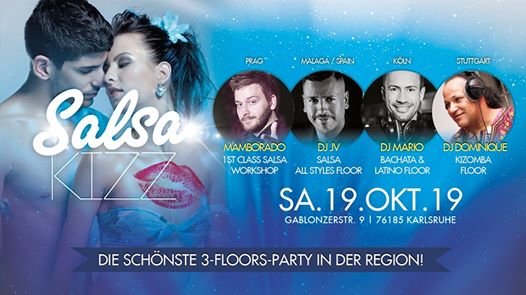 Salsa
KIZZ
PRAG
MAMBORADO
1ST CLASS SALSA
WORKSHOP
MALAGA / SPAIN
DJ JV
SALSA
ALL STYLES FLOOR
KÖLN
DJ MARIO
BACHATA &
LATINO FLOOR
STUTTGART
DJ DOMINIQUE
KIZOMBA
FLOOR
SA.19.OKT.19
GABLONZERSTR. 9 | 76185 KARLSRUHE
DIE SCHÖNSTE 3-FLOORS-PARTY IN DER REGION!